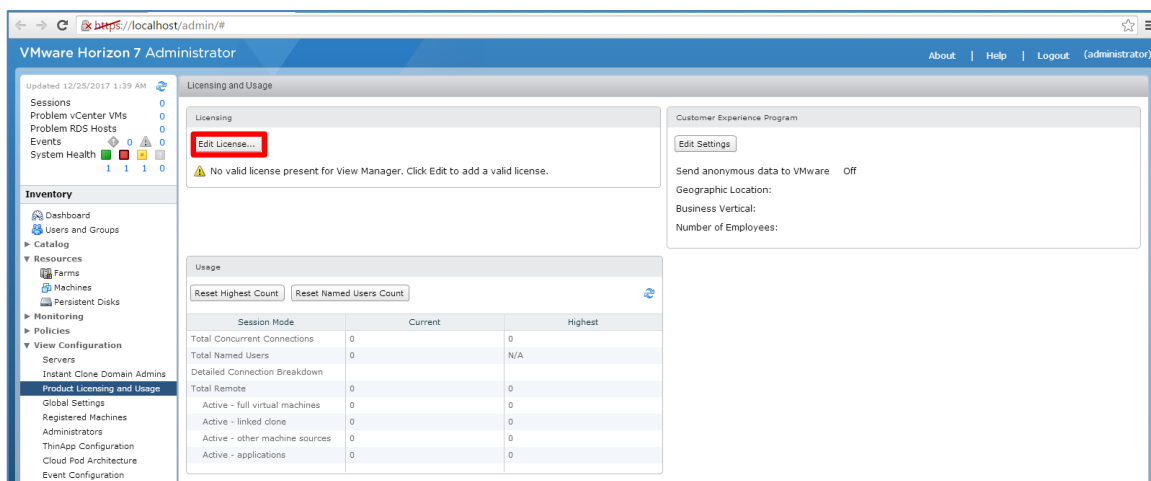 https://localhost/admin/#
VMware Horizon 7 Administrator
About | Help | Logout (administrator)
Updated 12/25/2017 1:39 AM
Sessions 0
Problem vCenter VMs 0
Problem RDS Hosts 0
Events 0 0
System Health
1 1 1 0
Inventory
Dashboard
Users and Groups
Catalog
Resources
Farms
Machines
Persistent Disks
Monitoring
Policies
View Configuration
Servers
Instant Clone Domain Admins
Product Licensing and Usage
Global Settings
Registered Machines
Administrators
ThinApp Configuration
Cloud Pod Architecture
Event Configuration
Licensing and Usage
Licensing
Edit License...
No valid license present for View Manager. Click Edit to add a valid license.
Customer Experience Program
Edit Settings
Send anonymous data to VMware Off
Geographic Location:
Business Vertical:
Number of Employees:
Usage
Reset Highest Count Reset Named Users Count
Session Mode Current Highest
Total Concurrent Connections 0 0
Total Named Users 0 N/A
Detailed Connection Breakdown
Total Remote 0 0
Active - full virtual machines 0 0
Active - linked clone 0 0
Active - other machine sources 0 0
Active - applications 0 0